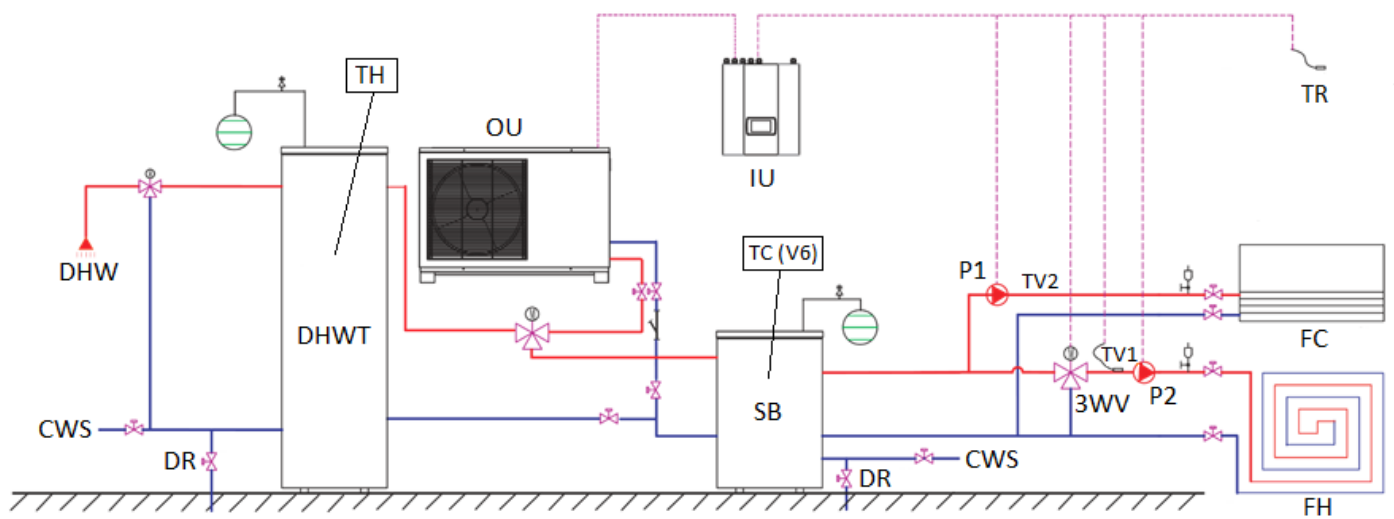 TH
OU
IU
TR
DHW
DHWT
TC (V6)
P1
TV2
FC
TV1
3WV
P2
SB
CWS
DR
CWS
DR
FH